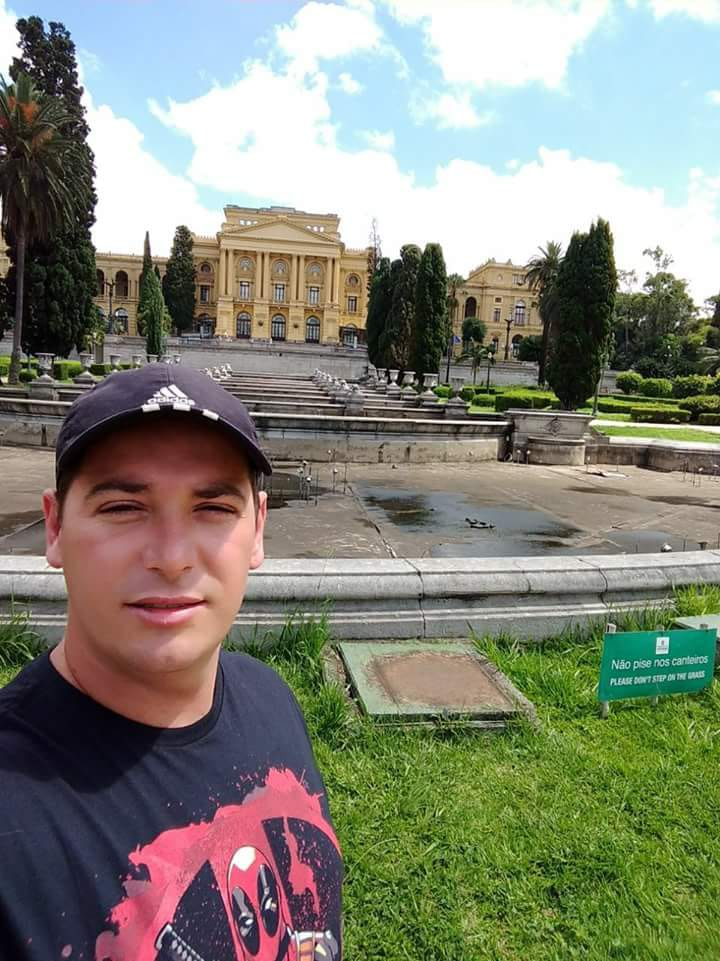 adidas
Não pise nos canteiros
PLEASE DON'T STEP ON THE GRASS